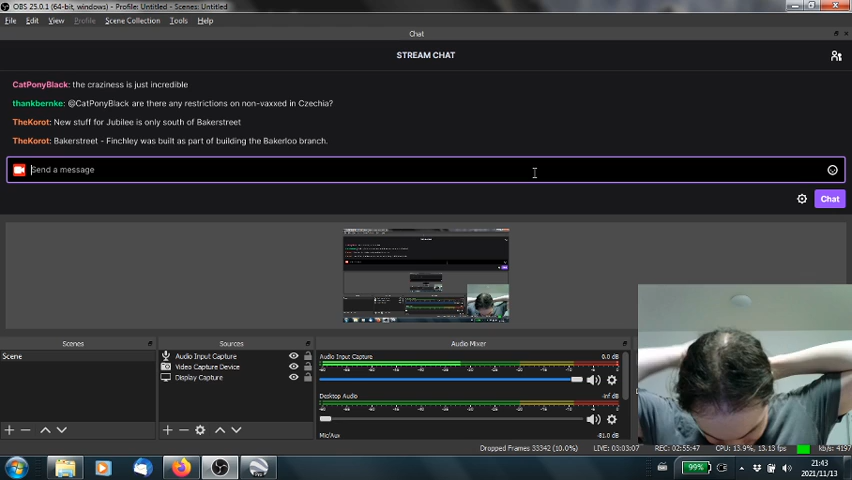 OBS 25.0.1 (64-bit, windows) - Profile: Untitled - Scenes: Untitled
File Edit View Profile Scene Collection Tools Help
Chat
STREAM CHAT
CatPonyBlack: the craziness is just incredible
thankbernke: @CatPonyBlack are there any restrictions on non-vaxxed in Czechia?
TheKorot: New stuff for Jubilee is only south of Bakerstreet
TheKorot: Bakerstreet - Finchley was built as part of building the Bakerloo branch.
Send a message
Chat
Scenes Sources Audio Mixer
Scene
Audio Input Capture
Video Capture Device
Display Capture
Audio Input Capture 0.0 dB
Desktop Audio -inf dB
Mic/Aux -81.0 dB
Dropped Frames 33342 (10.0%) LIVE: 03:03:07 REC: 02:55:47 CPU: 13.9%, 13.13 fps kb/s: 4197
99%
21:43
2021/11/13